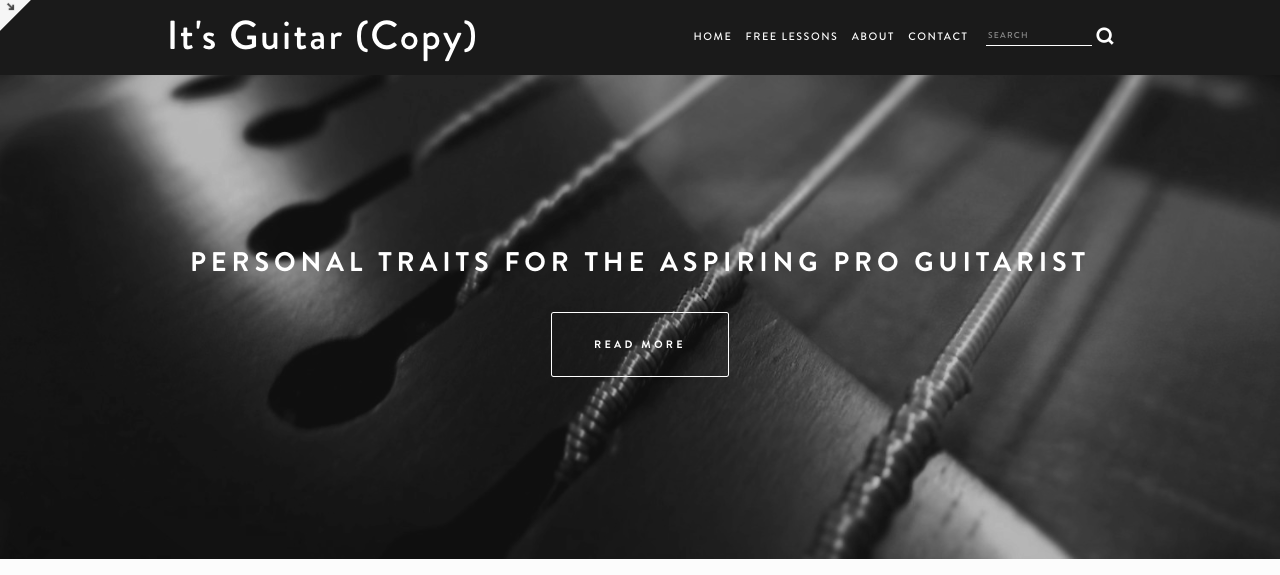 It's Guitar (Copy)
HOME FREE LESSONS ABOUT CONTACT SEARCH
PERSONAL TRAITS FOR THE ASPIRING PRO GUITARIST
READ MORE